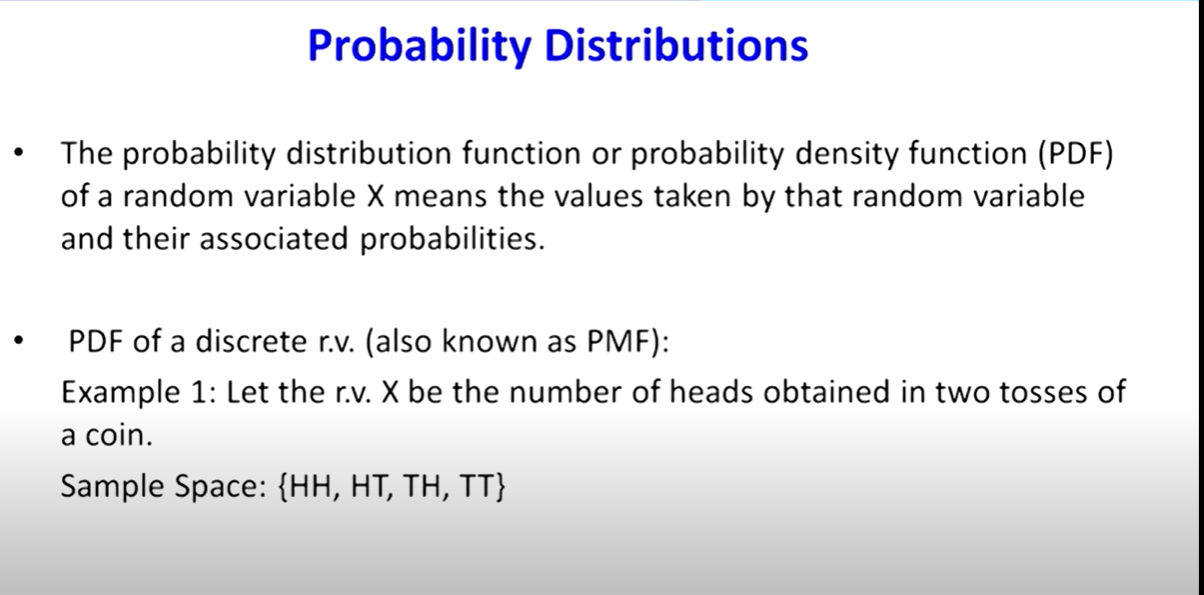 Probability Distributions
• The probability distribution function or probability density function (PDF)
of a random variable X means the values taken by that random variable
and their associated probabilities.
• PDF of a discrete r.v. (also known as PMF):
Example 1: Let the r.v. X be the number of heads obtained in two tosses of
a coin.
Sample Space: {HH, HT, TH, TT}